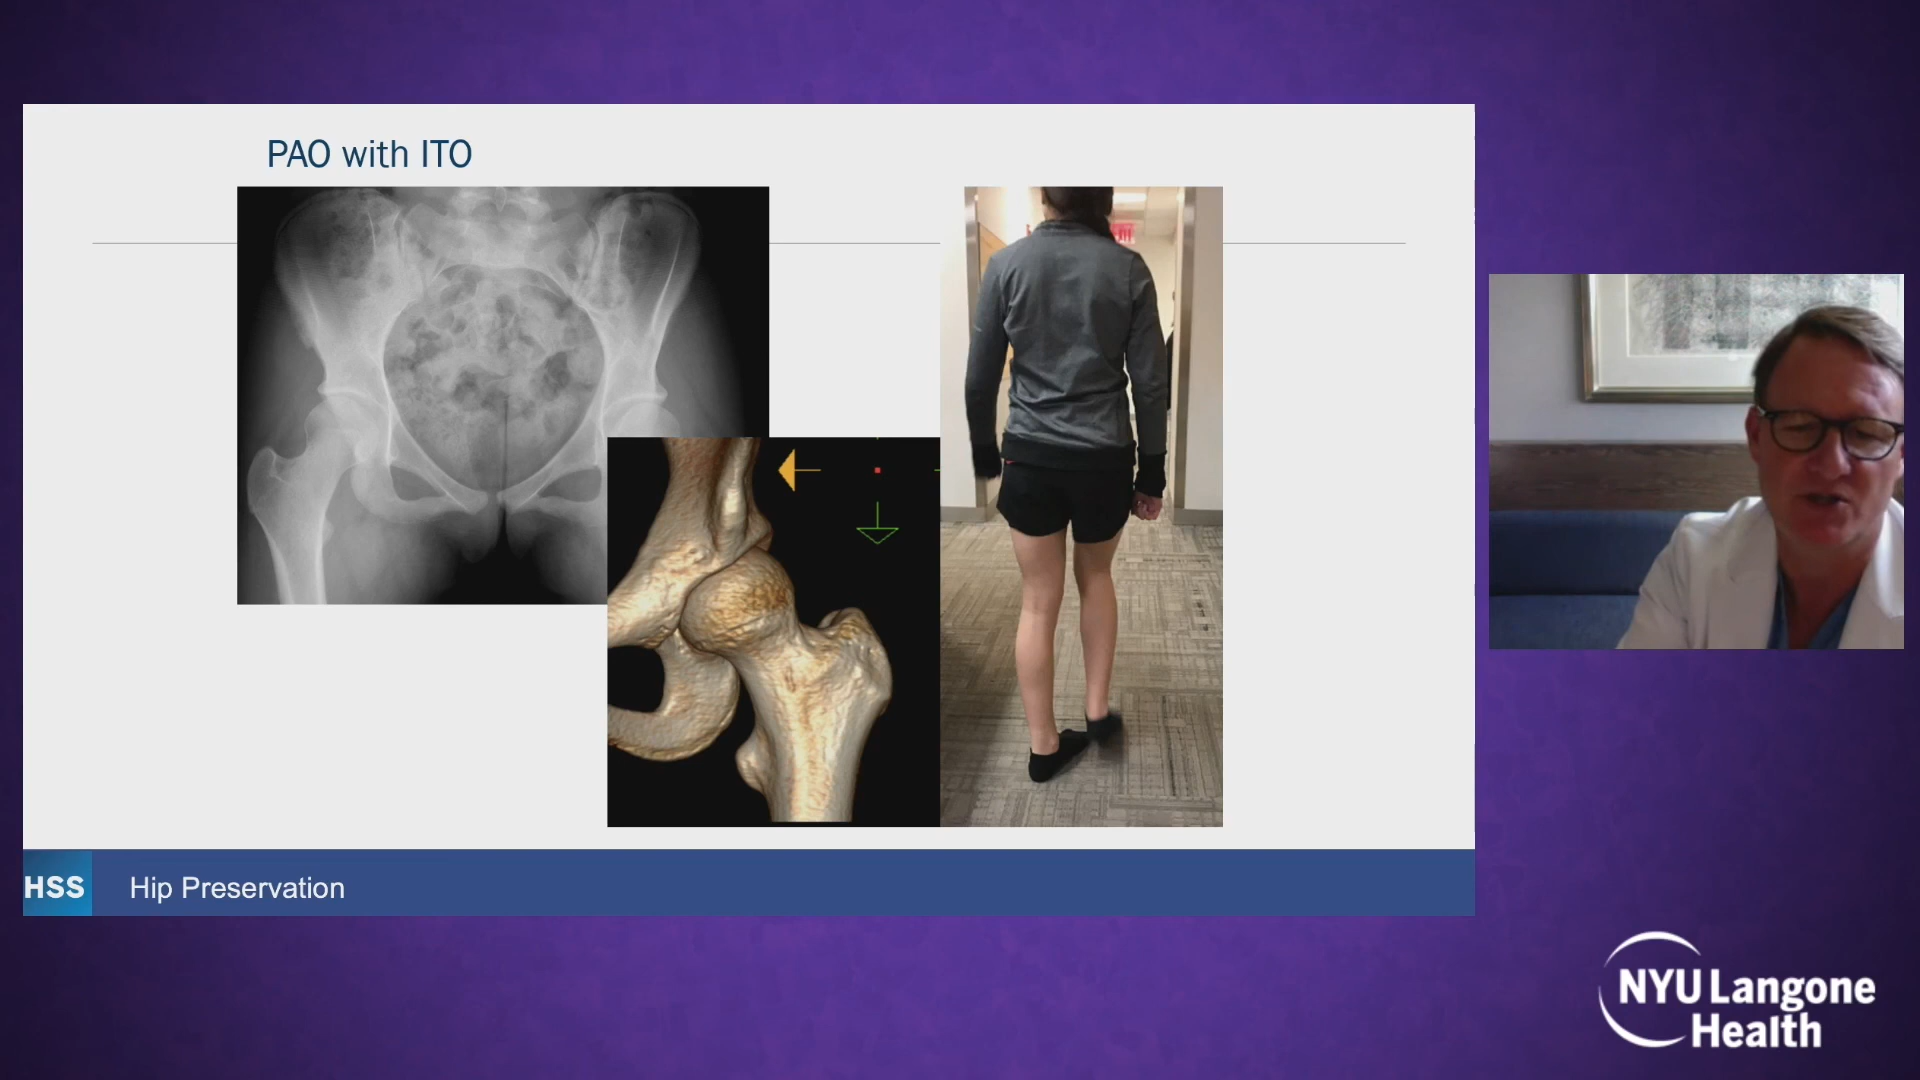 PAO with ITO
HSS
Hip Preservation
NYU Langone
Health